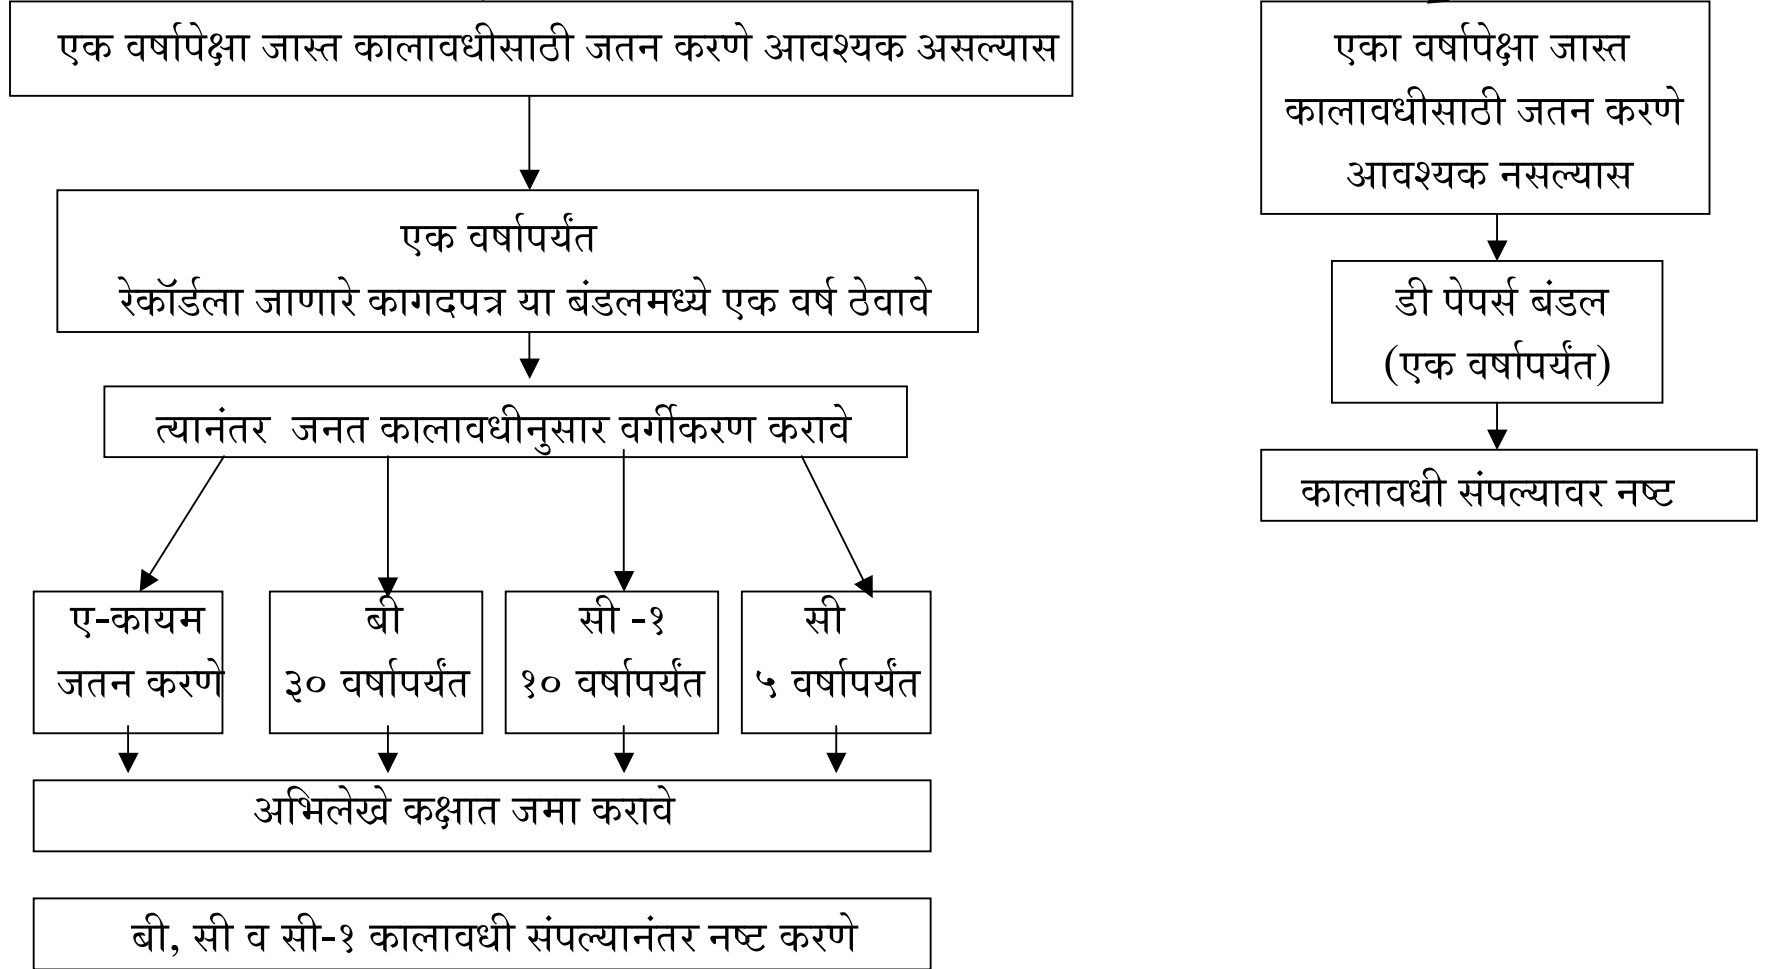 एक वर्षापेक्षा जास्त कालावधीसाठी जतन करणे आवश्यक असल्यास
एक वर्षापर्यंत
रेकॉर्डला जाणारे कागदपत्र या बंडलमध्ये एक वर्ष ठेवावे
त्यानंतर जनत कालावधीनुसार वर्गीकरण करावे
ए-कायम
जतन करणे
बी
३० वर्षापर्यंत
सी -१
१० वर्षापर्यंत
सी
५ वर्षापर्यंत
अभिलेखे कक्षात जमा करावे
बी, सी व सी-१ कालावधी संपल्यानंतर नष्ट करणे
एका वर्षापेक्षा जास्त
कालावधीसाठी जतन करणे
आवश्यक नसल्यास
डी पेपर्स बंडल
(एक वर्षापर्यंत)
कालावधी संपल्यावर नष्ट